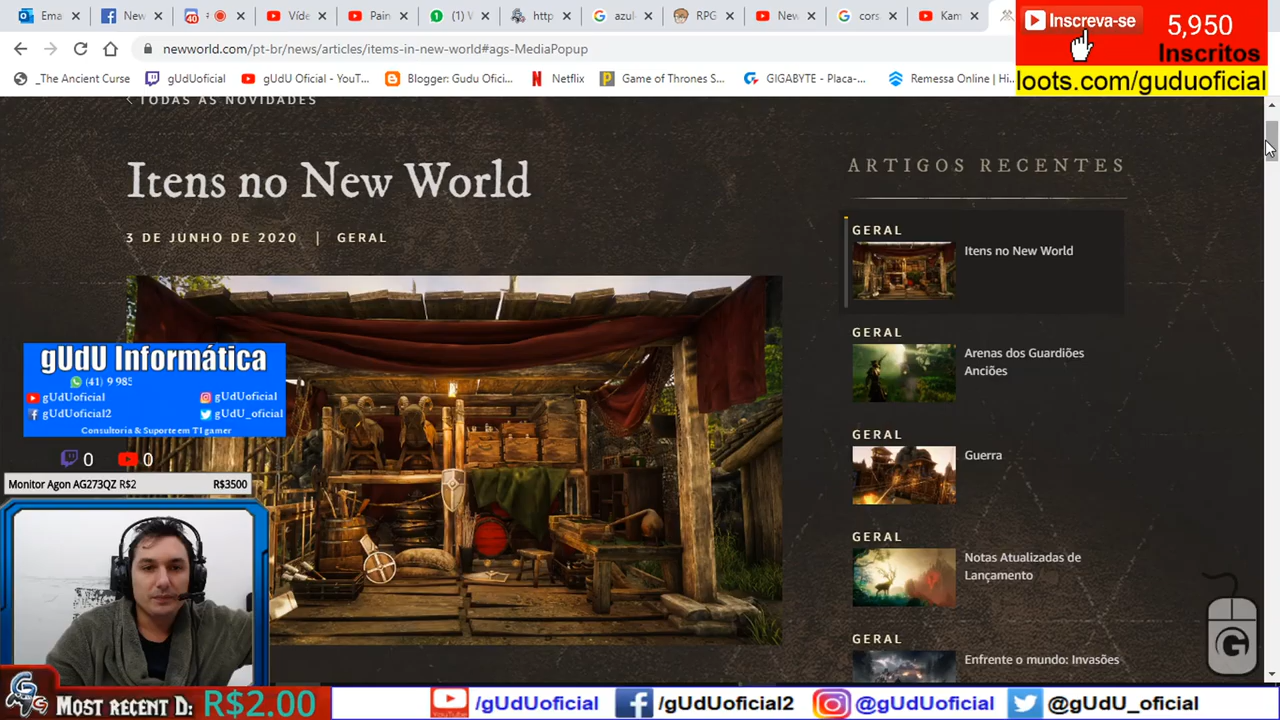 Ema
New
40
Víde
Pain
(1) V
http
azul
RPG
New
cors
Kam
Inscreva-se
5,950
Inscritos
loots.com/guduoficial
newworld.com/pt-br/news/articles/items-in-new-world#ags-MediaPopup
_The Ancient Curse
gUdUoficial
gUdU Oficial - YouT...
Blogger: Gudu Ofici...
Netflix
Game of Thrones S...
GIGABYTE - Placa-...
Remessa Online | Hi...
< TODAS AS NOVIDADES
Itens no New World
3 DE JUNHO DE 2020 | GERAL
ARTIGOS RECENTES
GERAL
Itens no New World
GERAL
Arenas dos Guardiões
Anciões
GERAL
Guerra
GERAL
Notas Atualizadas de
Lançamento
GERAL
Enfrente o mundo: Invasões
gUdU Informática
(41) 9 985
gUdUoficial
gUdUoficial
gUdUoficial2
gUdU_oficial
Consultoria & Suporte em TI gamer
0
0
Monitor Agon AG273QZ R$2
R$3500
MOST RECENT D: R$2.00
/gUdUoficial
/gUdUoficial2
@gUdUoficial
@gUdU_oficial